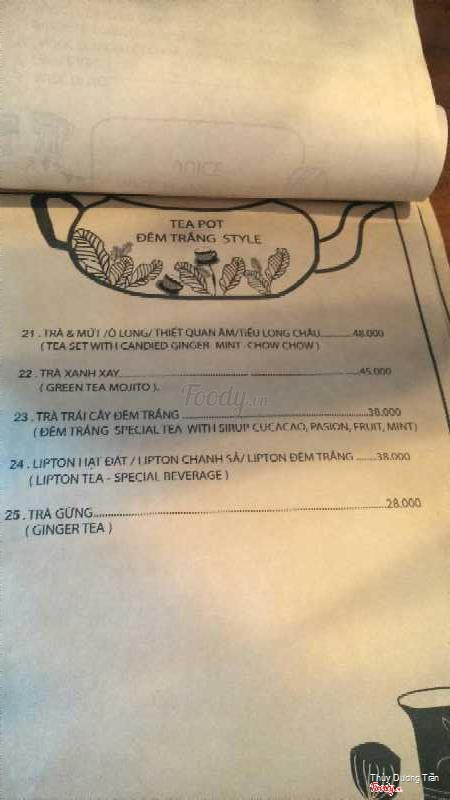 TEA POT
ĐÊM TRẮNG STYLE
21 . TRÀ & MỨT /Ô LONG/ THIẾT QUAN ÂM/TIỂU LONG CHÂU............48.000
( TEA SET WITH CANDIED GINGER MINT CHOW CHOW )
22 . TRÀ XANH XAY........................................................45.000
( GREEN TEA MOJITO ).
23 . TRÀ TRÁI CÂY ĐÊM TRẮNG ........................................................38.000
( ĐÊM TRẮNG SPECIAL TEA WITH SIRUP CUCACAO, PASION, FRUIT, MINT)
24 . LIPTON HẠT ĐÁT / LIPTON CHANH SẢ/ LIPTON ĐÊM TRẮNG .......38.000
( LIPTON TEA - SPECIAL BEVERAGE )
25 . TRÀ GỪNG........................................................28.000
( GINGER TEA )
Foody.vn
Thùy Dương Trần
Foody.vn